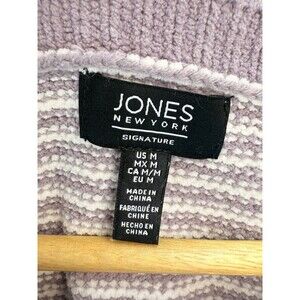 JONES
NEW YORK
SIGNATURE
US M
MX M
CA M/M
EU M
MADE IN
CHINA
FABRIQUÉ EN
CHINE
HECHO EN
CHINA